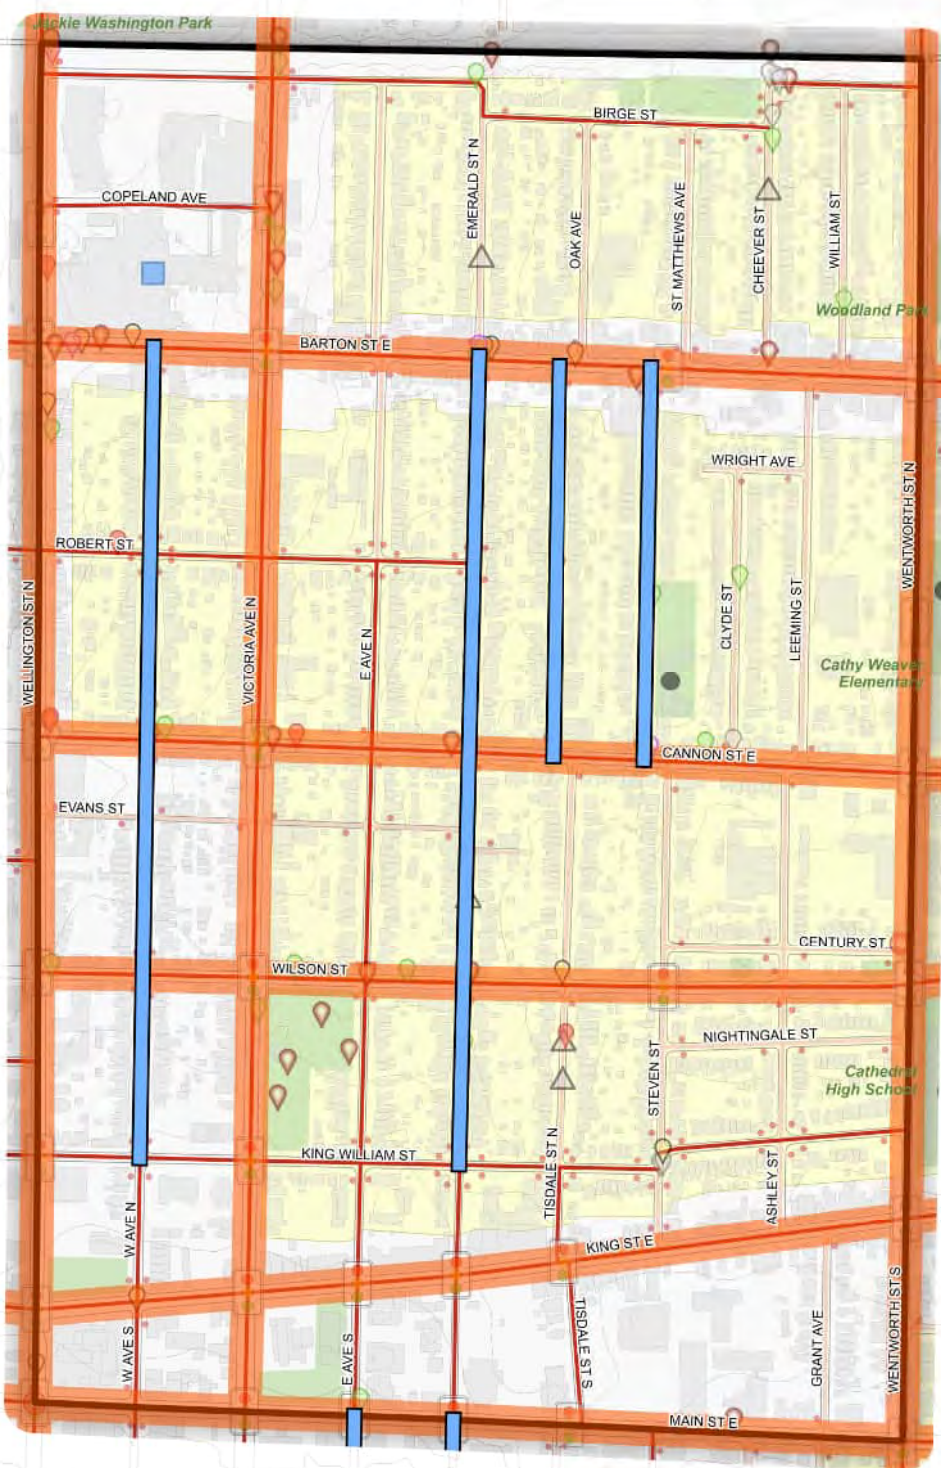 Jackie Washington Park
BIRGE ST
EMERALD ST N
COPELAND AVE
OAK AVE
ST MATTHEWS AVE
CHEEVER ST
WILLIAM ST
Woodland Park
BARTON ST E
WRIGHT AVE
WENTWORTH ST N
ROBERT ST
WELLINGTON ST N
VICTORIA AVE N
E AVE N
CLYDE ST
LEEMING ST
Cathy Weaver
Elementary
CANNON ST E
EVANS ST
CENTURY ST
WILSON ST
NIGHTINGALE ST
STEVEN ST
Cathedral
High School
KING WILLIAM ST
TISDALE ST N
ASHLEY ST
W AVE N
KING ST E
WENTWORTH ST S
W AVE S
E AVE S
TISDALE ST S
GRANT AVE
MAIN ST E